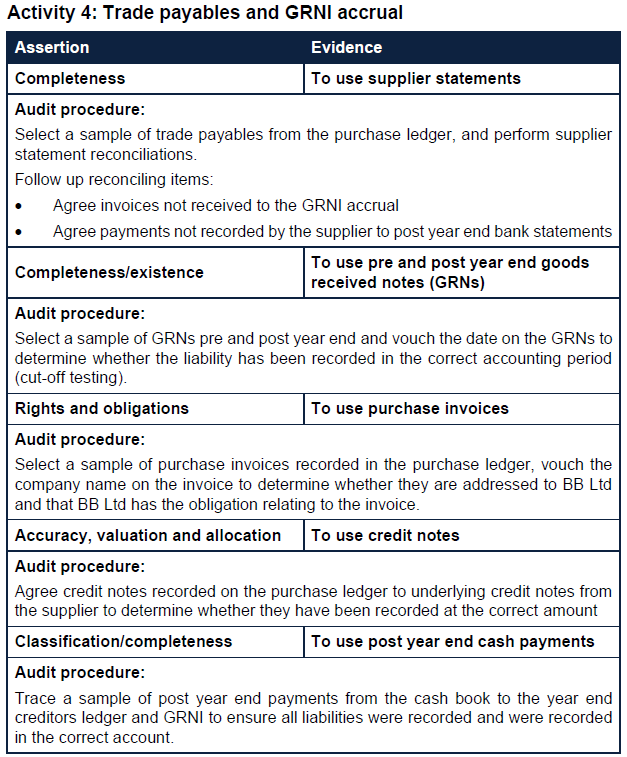 Activity 4: Trade payables and GRNI accrual
Assertion Evidence
Completeness To use supplier statements
Audit procedure:
Select a sample of trade payables from the purchase ledger, and perform supplier
statement reconciliations.
Follow up reconciling items:
• Agree invoices not received to the GRNI accrual
• Agree payments not recorded by the supplier to post year end bank statements
Completeness/existence To use pre and post year end goods
received notes (GRNs)
Audit procedure:
Select a sample of GRNs pre and post year end and vouch the date on the GRNs to
determine whether the liability has been recorded in the correct accounting period
(cut-off testing).
Rights and obligations To use purchase invoices
Audit procedure:
Select a sample of purchase invoices recorded in the purchase ledger, vouch the
company name on the invoice to determine whether they are addressed to BB Ltd
and that BB Ltd has the obligation relating to the invoice.
Accuracy, valuation and allocation To use credit notes
Audit procedure:
Agree credit notes recorded on the purchase ledger to underlying credit notes from
the supplier to determine whether they have been recorded at the correct amount
Classification/completeness To use post year end cash payments
Audit procedure:
Trace a sample of post year end payments from the cash book to the year end
creditors ledger and GRNI to ensure all liabilities were recorded and were recorded
in the correct account.